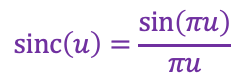 sinc(u) = sin(πu) / πu